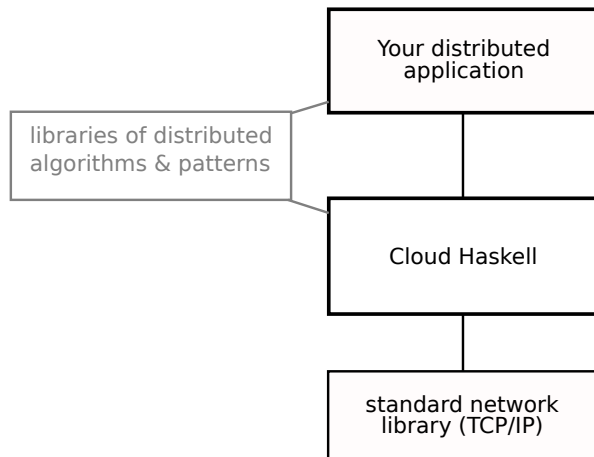 Your distributed
application
libraries of distributed
algorithms & patterns
Cloud Haskell
standard network
library (TCP/IP)